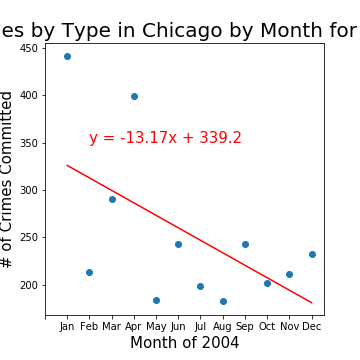 es by Type in Chicago by Month for
450
400
350
300
250
200
y = -13.17x + 339.2
# of Crimes Committed
Jan Feb Mar Apr May Jun Jul Aug Sep Oct Nov Dec
Month of 2004